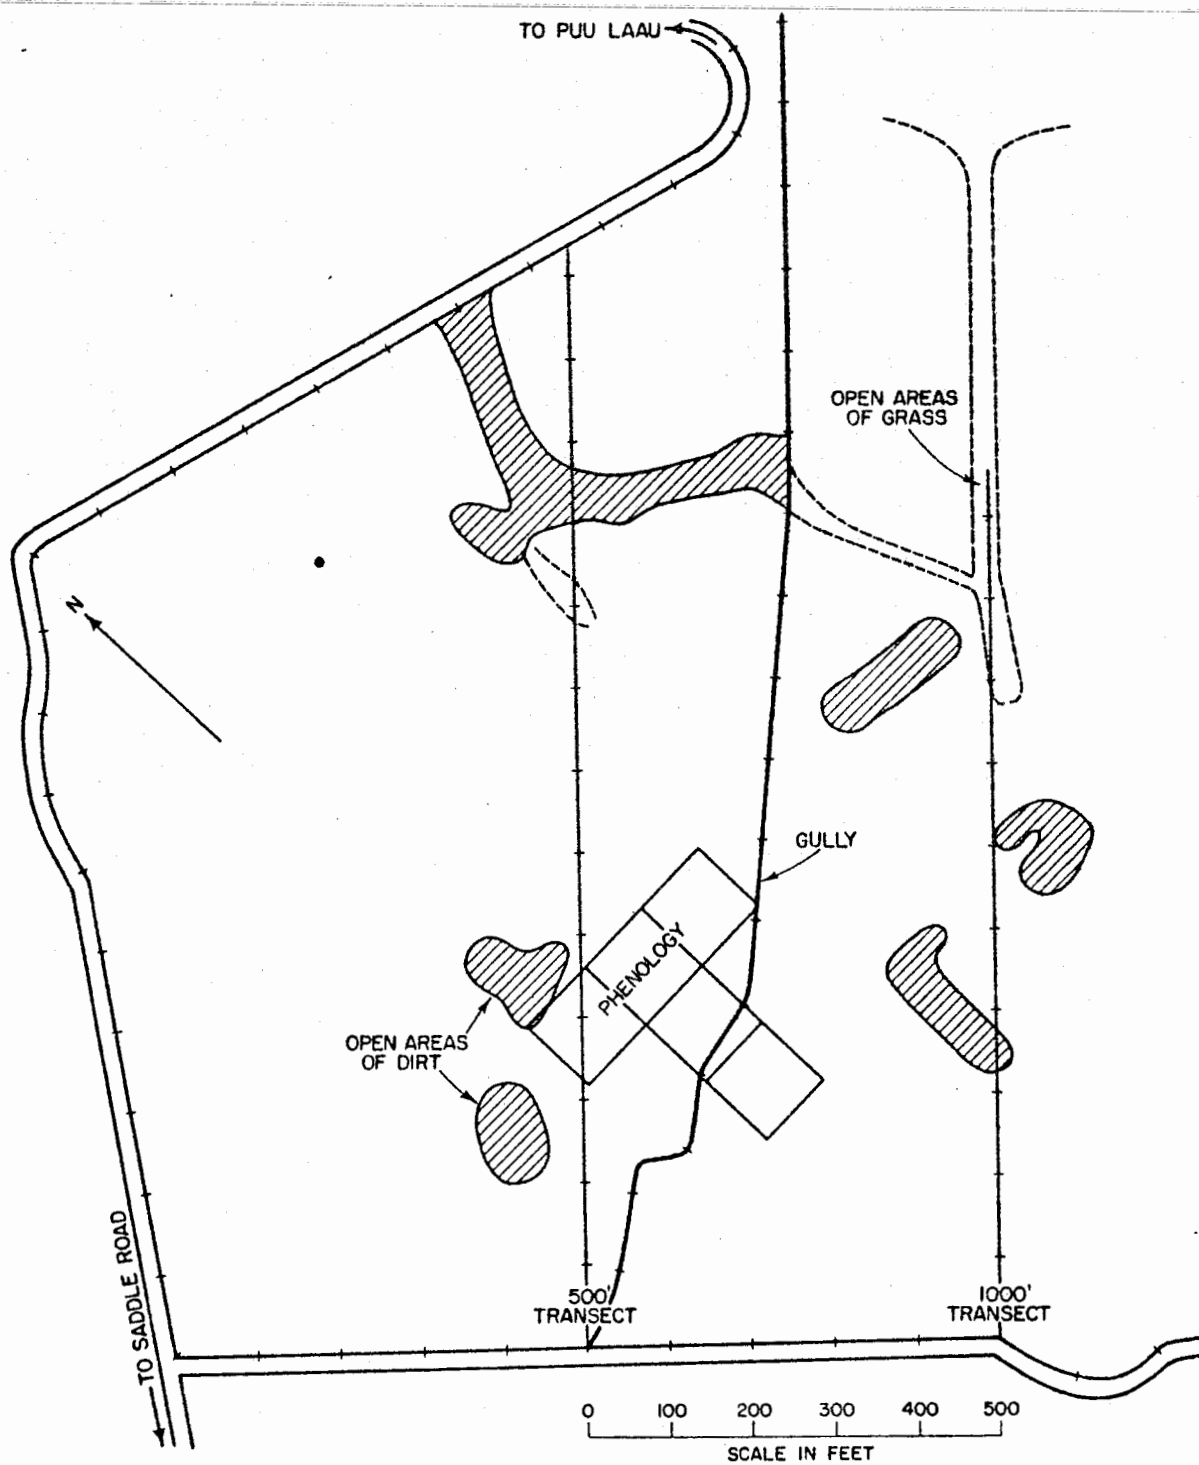 TO PUU LAAU
OPEN AREAS
OF GRASS
N
GULLY
PHENOLOGY
OPEN AREAS
OF DIRT
TO SADDLE ROAD
500'
TRANSECT
1000'
TRANSECT
0 100 200 300 400 500
SCALE IN FEET